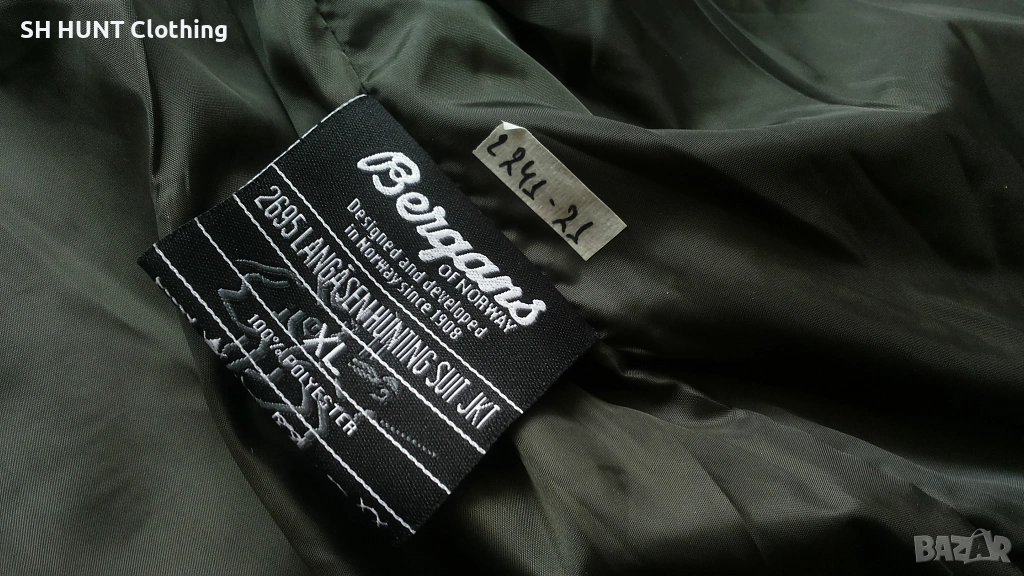 SH HUNT Clothing
Bergans
OF NORWAY
Designed and developed
in Norway since 1908
2695 LANGÅSEN HUNTING SUIT JKT
XL
100% POLYESTER
2241-21
BAZAR